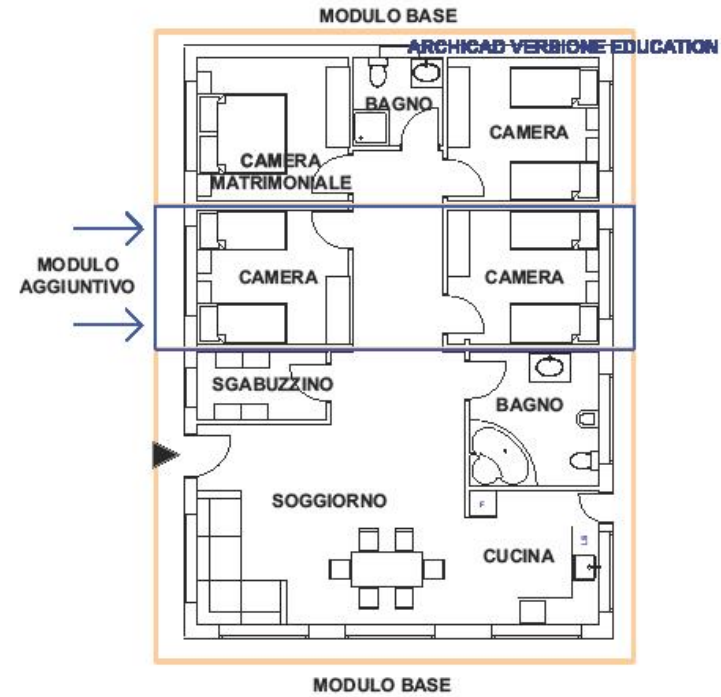 MODULO BASE
ARCHICAD VERSIONE EDUCATION
BAGNO
CAMERA
CAMERA
MATRIMONIALE
MODULO
AGGIUNTIVO
CAMERA
CAMERA
SGABUZZINO
BAGNO
SOGGIORNO
F
LS
CUCINA
MODULO BASE